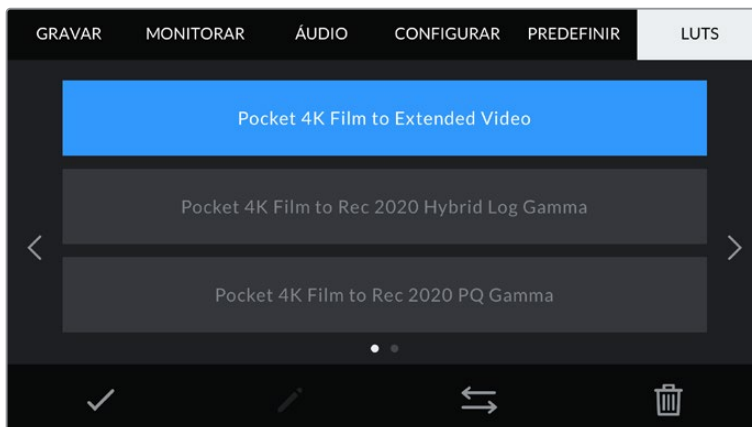 GRAVAR MONITORAR ÁUDIO CONFIGURAR PREDEFINIR LUTS
Pocket 4K Film to Extended Video
Pocket 4K Film to Rec 2020 Hybrid Log Gamma
Pocket 4K Film to Rec 2020 PQ Gamma